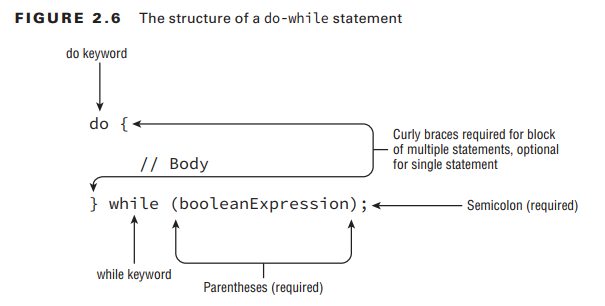 FIGURE 2.6 The structure of a do-while statement
do keyword
do {
Curly braces required for block
of multiple statements, optional
for single statement
// Body
} while (booleanExpression);
Semicolon (required)
while keyword
Parentheses (required)